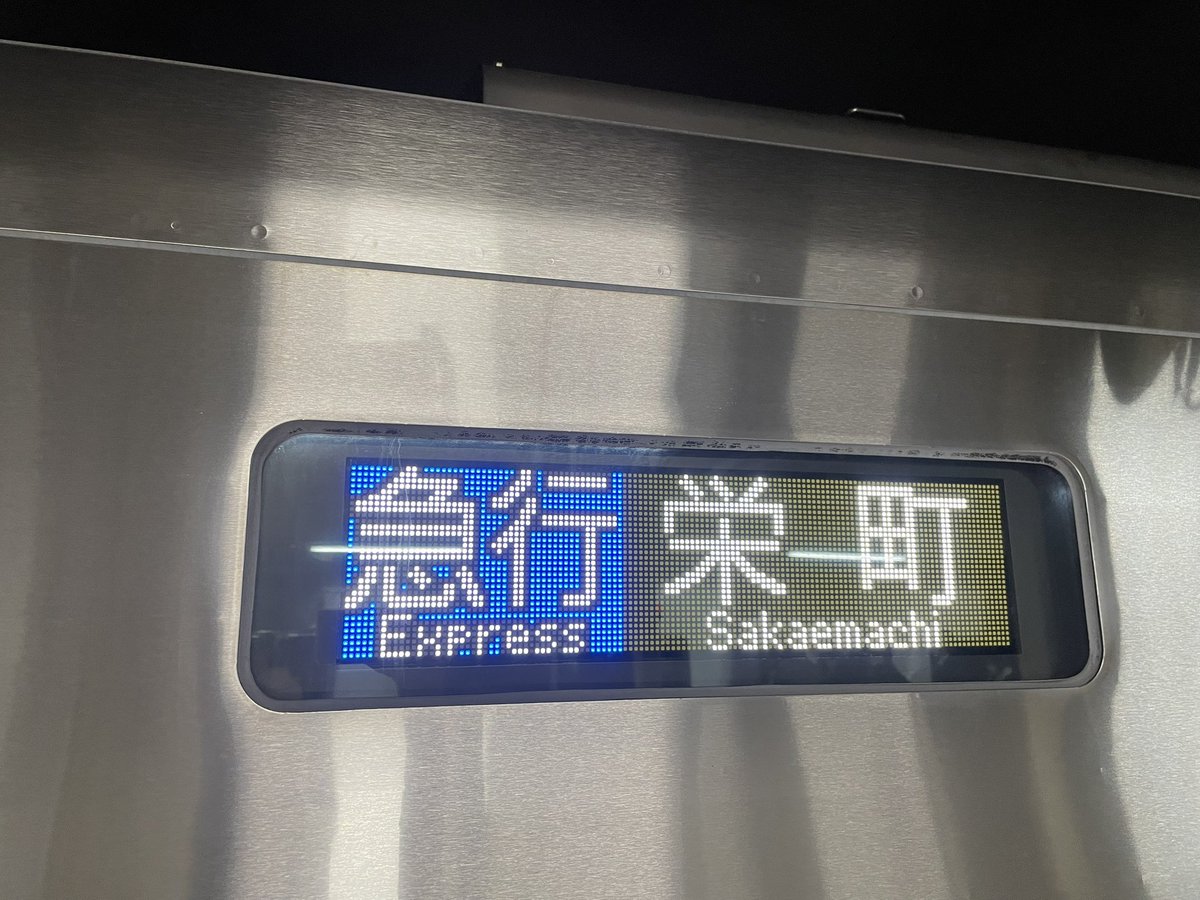 急行 栄町
Express Sakaemachi